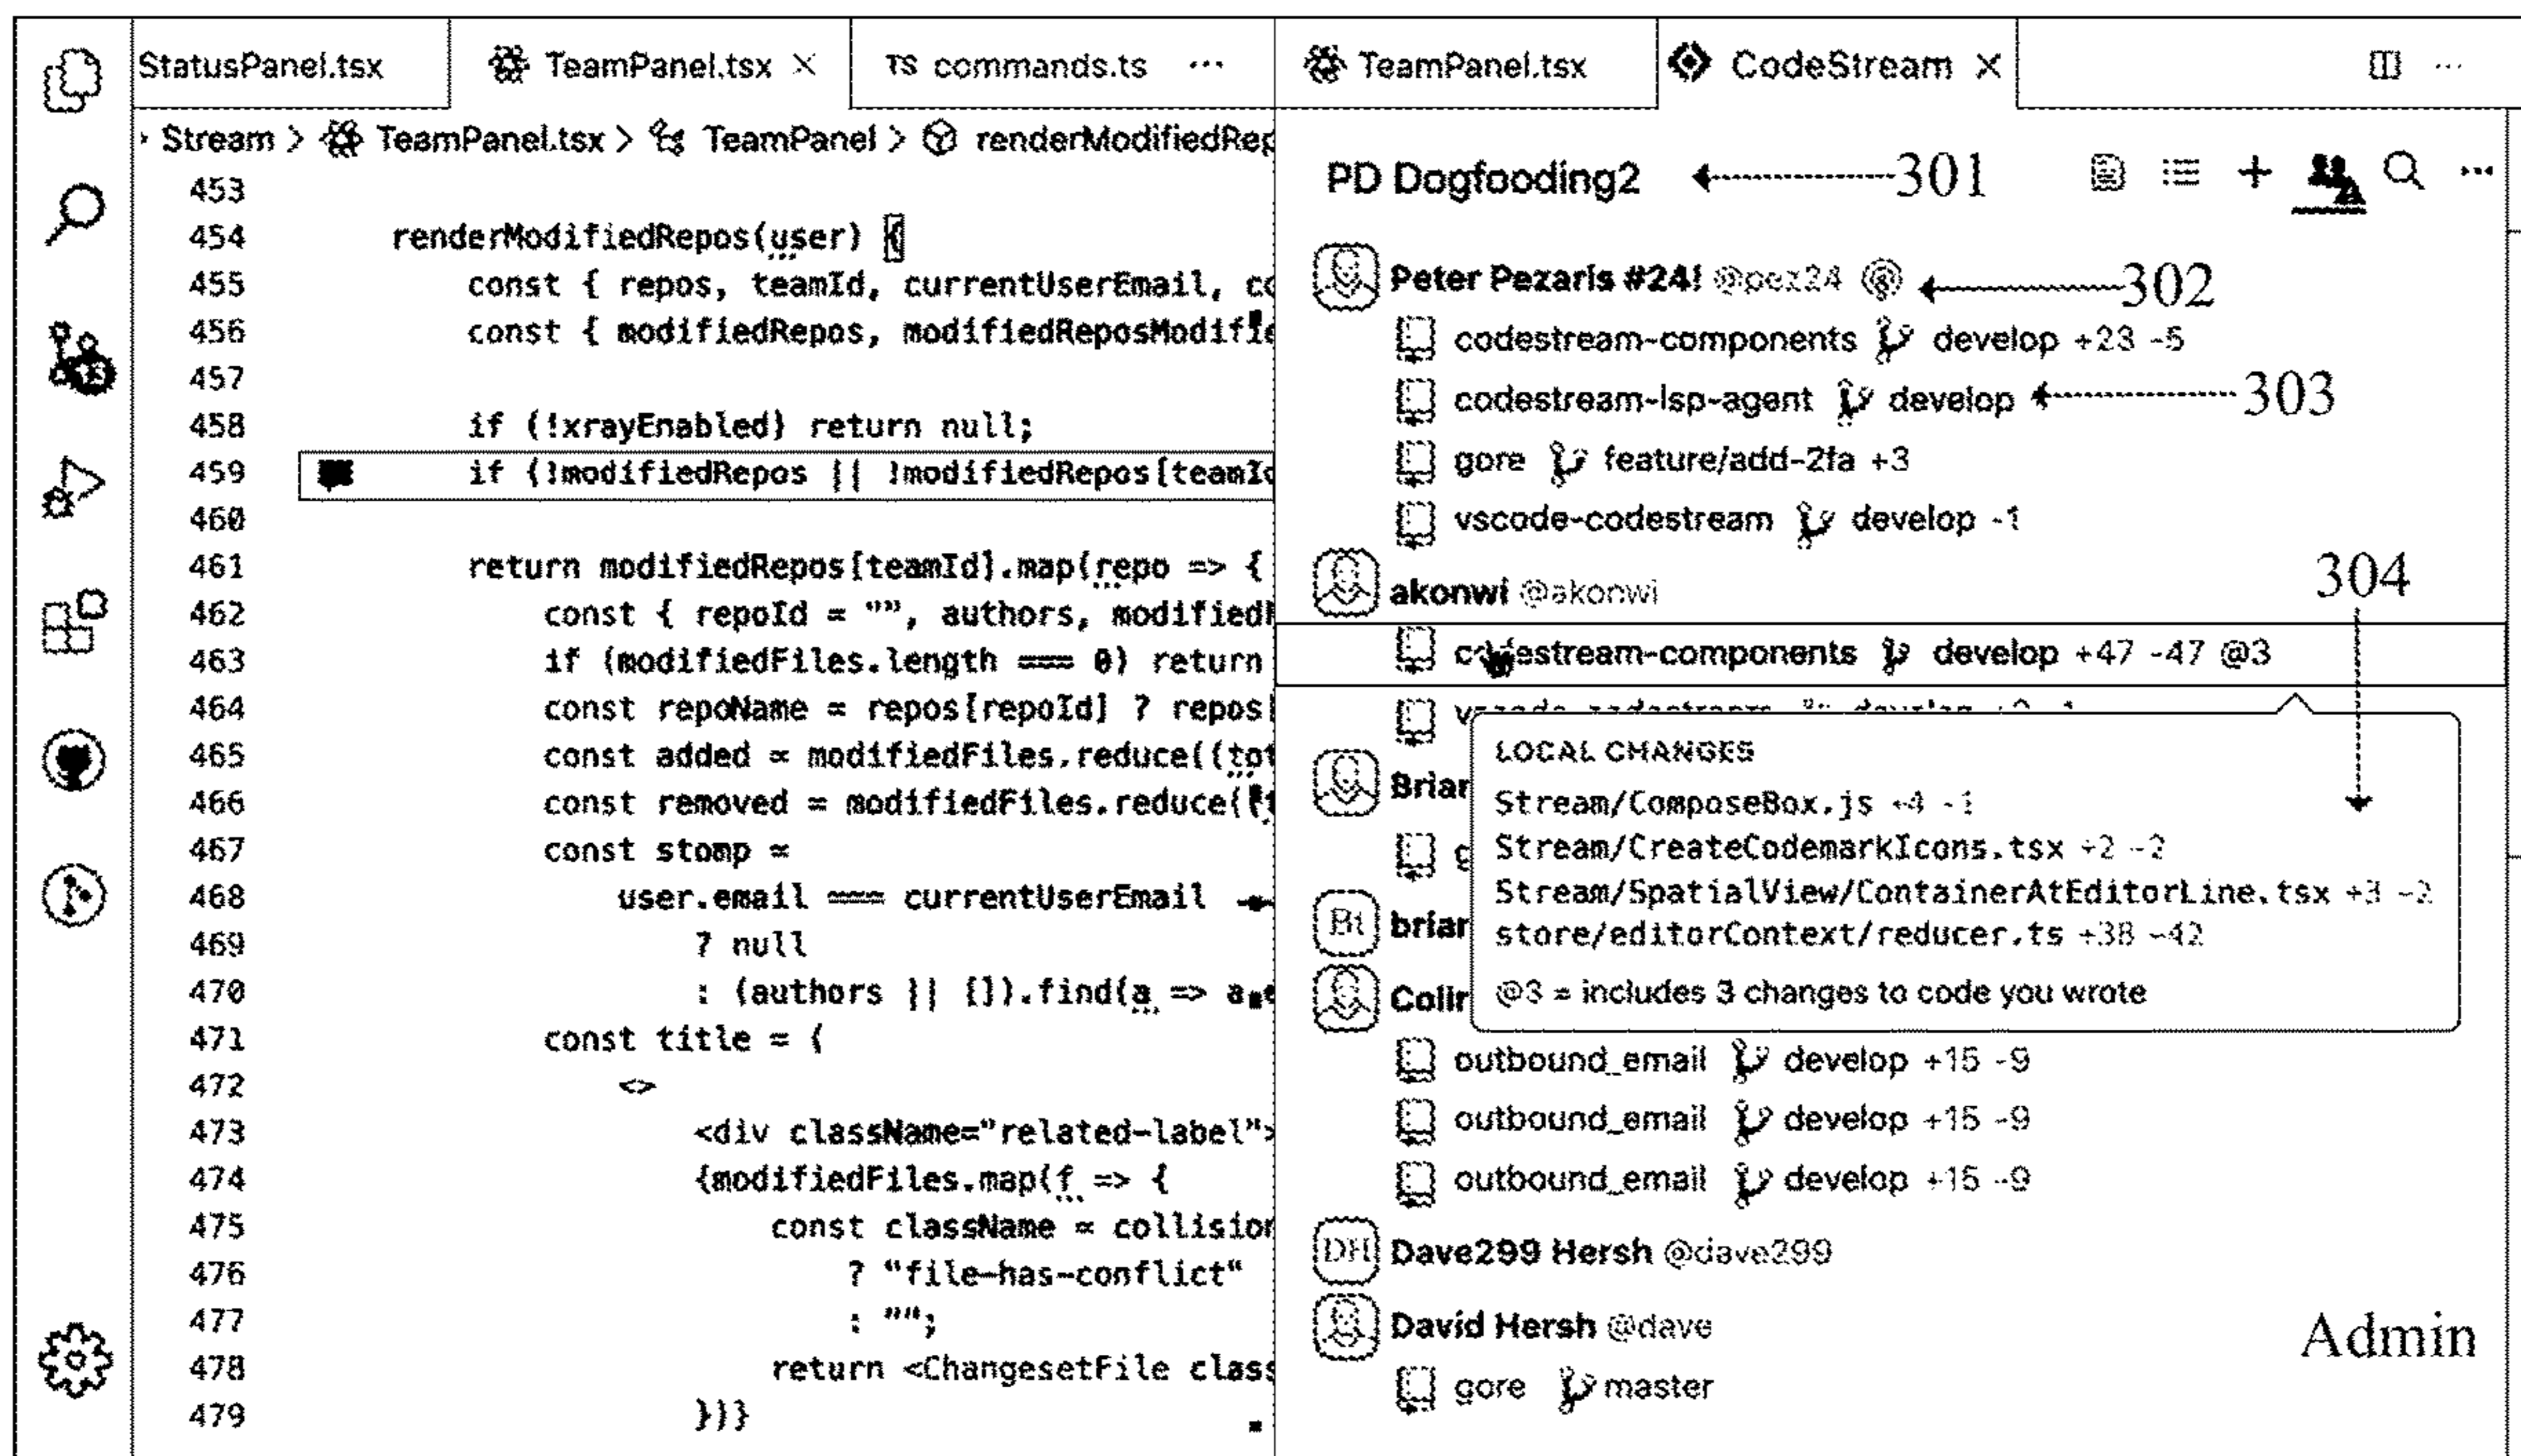 StatusPanel.tsx
TeamPanel.tsx ×
TS commands.ts ...
Stream > TeamPanel.tsx > TeamPanel > renderModifiedRep
453
454 renderModifiedRepos(user) {
455 const { repos, teamId, currentUserEmail,
456 const { modifiedRepos,
457
458 if (!xrayEnabled) return null;
459 if (!modifiedRepos || !modifiedRepos[teamId
460
461 return modifiedRepos[teamId].map(repo => {
462 const { repoId = "", authors,
463 if (modifiedFiles.length === 0) return
464 const repoName = repos[repoId] ? repos[
465 const added = modifiedFiles.reduce((tot
466 const removed = modifiedFiles.reduce((
467 const stomp =
468 user.email === currentUserEmail
469 ? null
470 : (authors || []).find(a =>
471 const title = (
472 <>
473 <div className="related-label">
474 {modifiedFiles.map(f => {
475 const className = collision
476 ? "file-has-conflict"
477 : "";
478 return <ChangesetFile class
479 })}
TeamPanel.tsx
CodeStream × ...
PD Dogfooding2 301
Peter Pezaris #24! @pez24 302
codestream-components develop +23 -5
codestream-lsp-agent develop 303
gore feature/add-2fa +3
vscode-codestream develop -1
304
akonwi @akonwi
codestream-components develop +47 -47 @3
Brian
LOCAL CHANGES
Stream/ComposeBox.js +4 -1
Stream/CreateCodemarkIcons.tsx +2 -2
Stream/SpatialView/ContainerAtEditorLine.tsx +3 -2
store/editorContext/reducer.ts +38 -42
@3 = includes 3 changes to code you wrote
brian
Colin
outbound_email develop +15 -9
outbound_email develop +15 -9
outbound_email develop +15 -9
DH Dave299 Hersh @dave299
David Hersh @dave
Admin
gore master